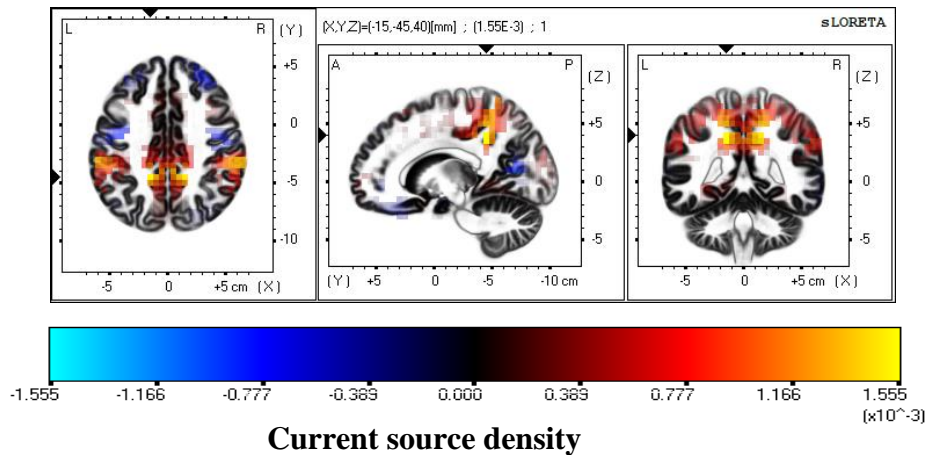 (X,Y,Z)=(-15,-45,40)[mm] ; (1.55E-3) ; 1
sLORETA
L R (Y)
+5
0
-5
-10
-5 0 +5 cm (X)
A P (Z)
+5
0
-5
(Y) +5 0 -5 -10 cm
L R (Z)
+5
0
-5
-5 0 +5 cm (X)
-1.555 -1.166 -0.777 -0.389 0.000 0.389 0.777 1.166 1.555
(x10^-3)
Current source density